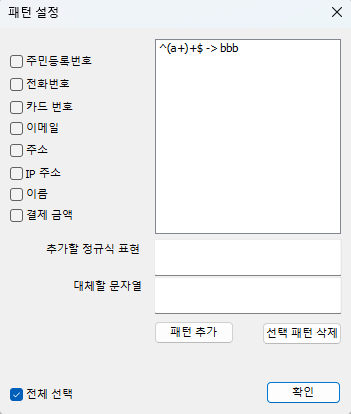 패턴 설정
^(a+)+$ -> bbb
주민등록번호
전화번호
카드 번호
이메일
주소
IP 주소
이름
결제 금액
추가할 정규식 표현
대체할 문자열
패턴 추가
선택 패턴 삭제
전체 선택
확인